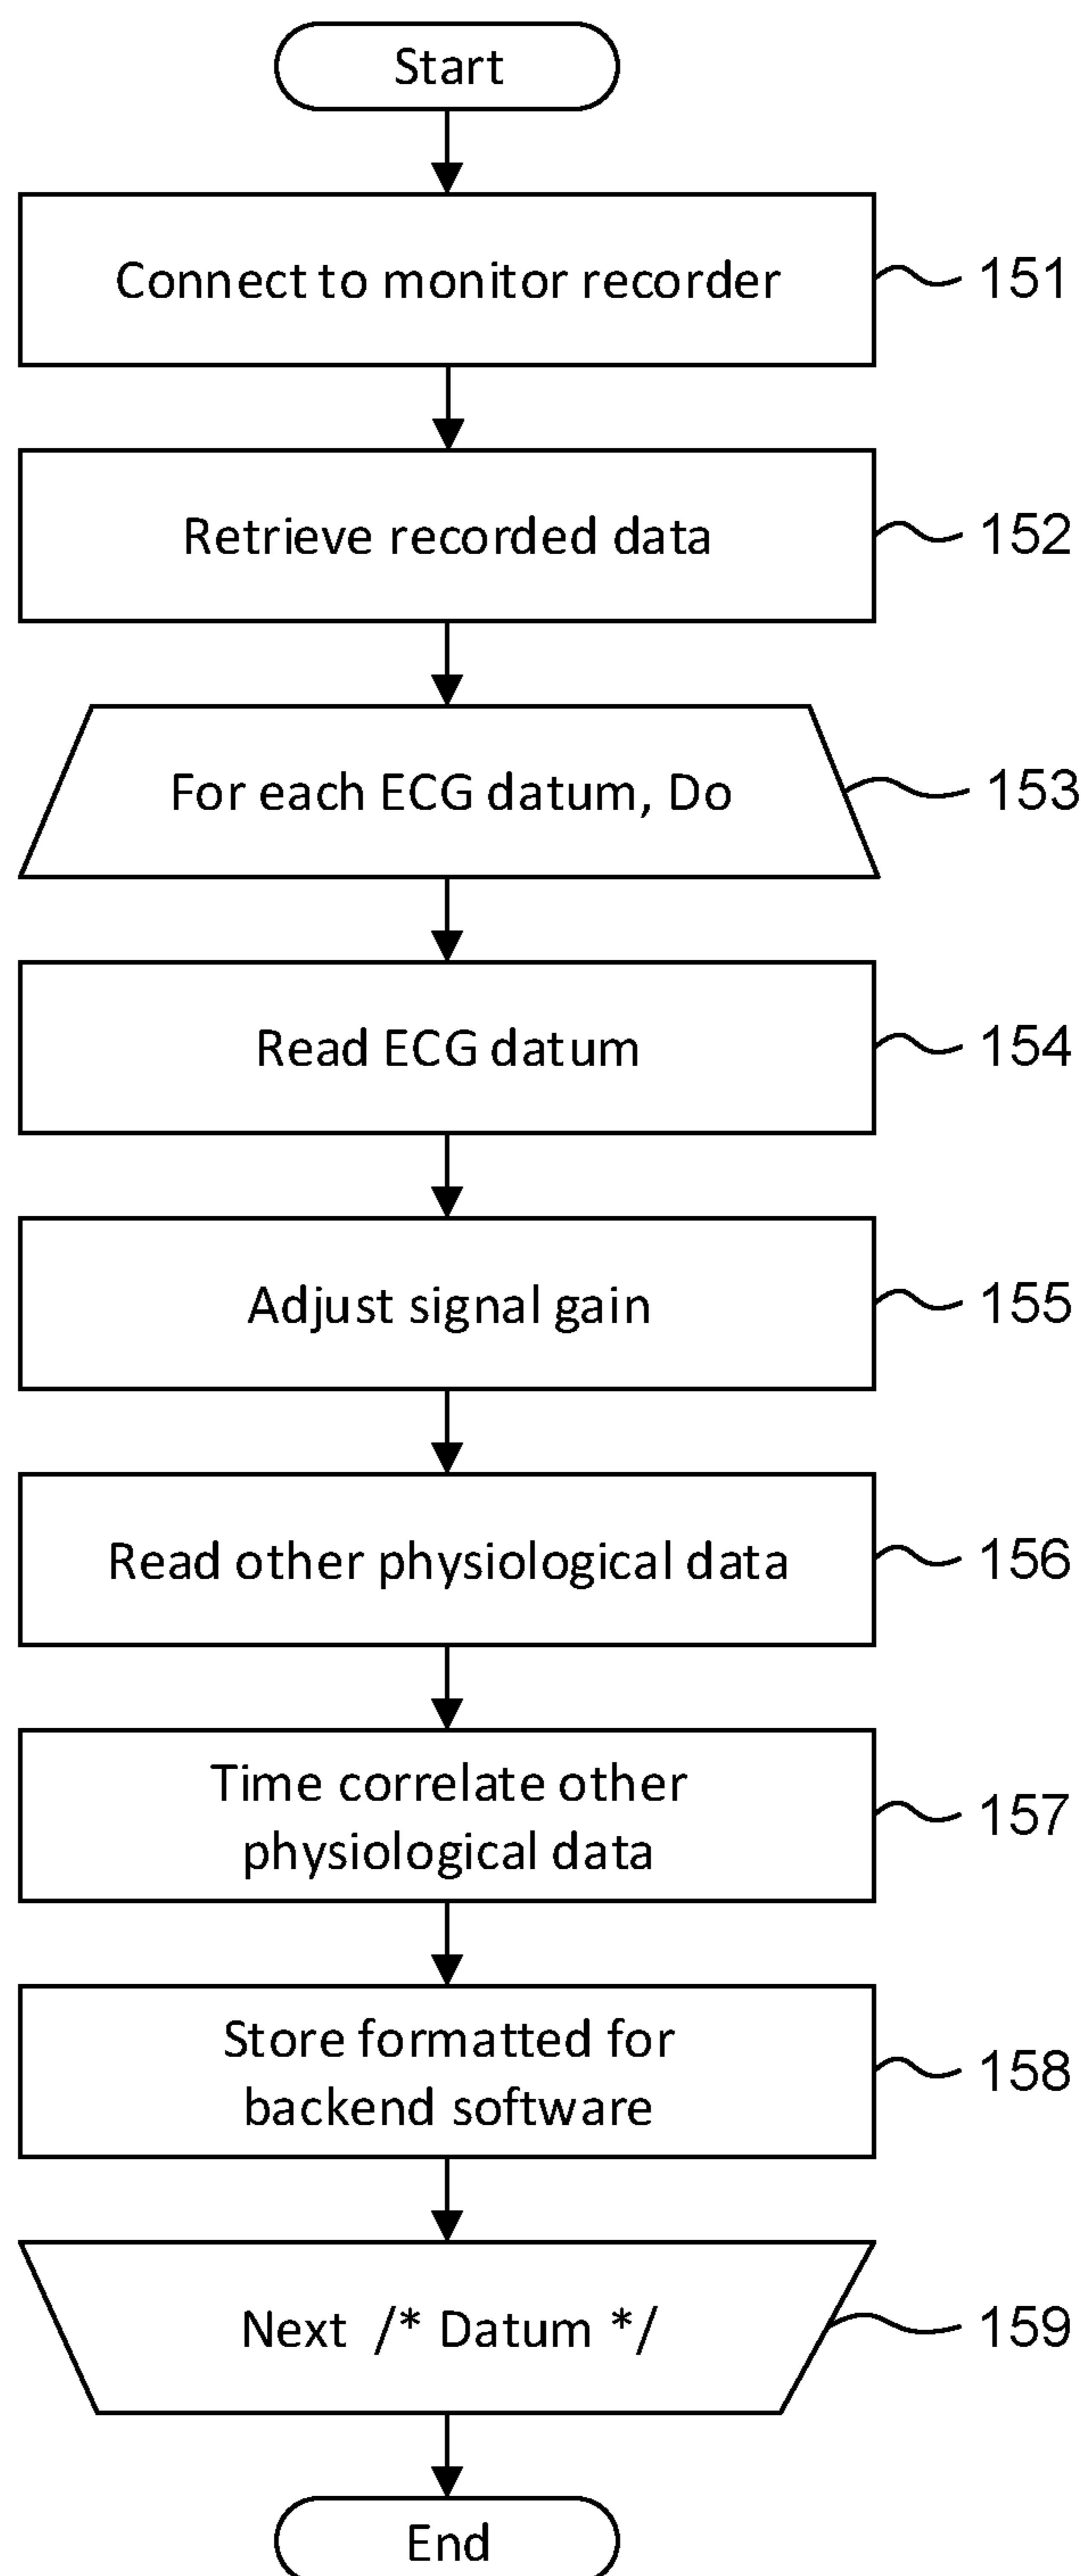 Start
Connect to monitor recorder
151
Retrieve recorded data
152
For each ECG datum, Do
153
Read ECG datum
154
Adjust signal gain
155
Read other physiological data
156
Time correlate other
physiological data
157
Store formatted for
backend software
158
Next /* Datum */
159
End